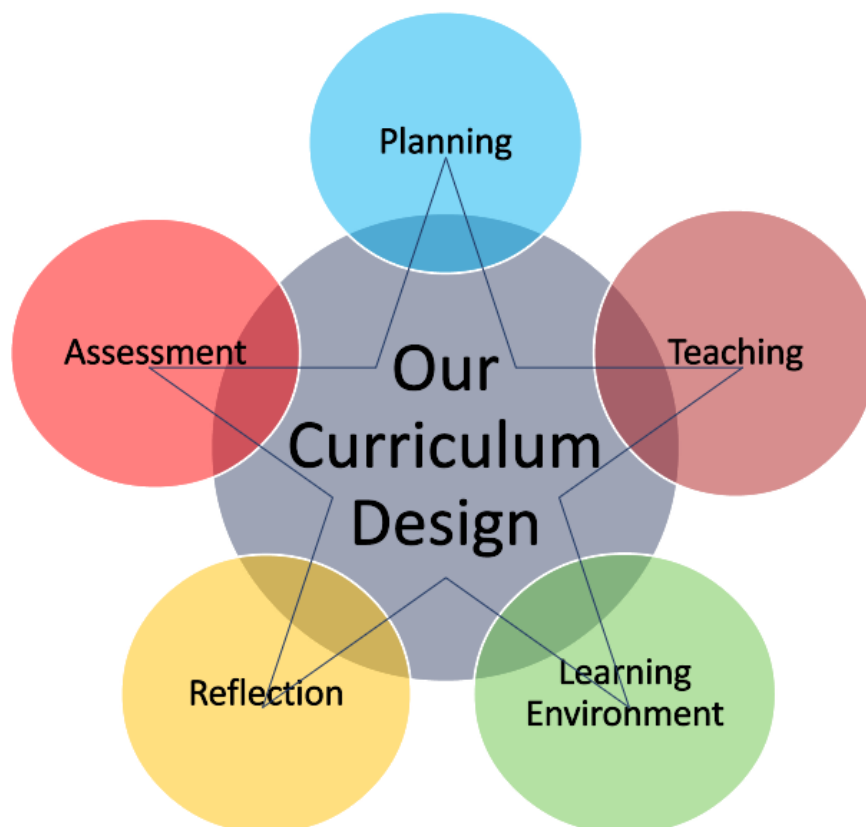 Planning
Assessment
Teaching
Our
Curriculum
Design
Reflection
Learning
Environment